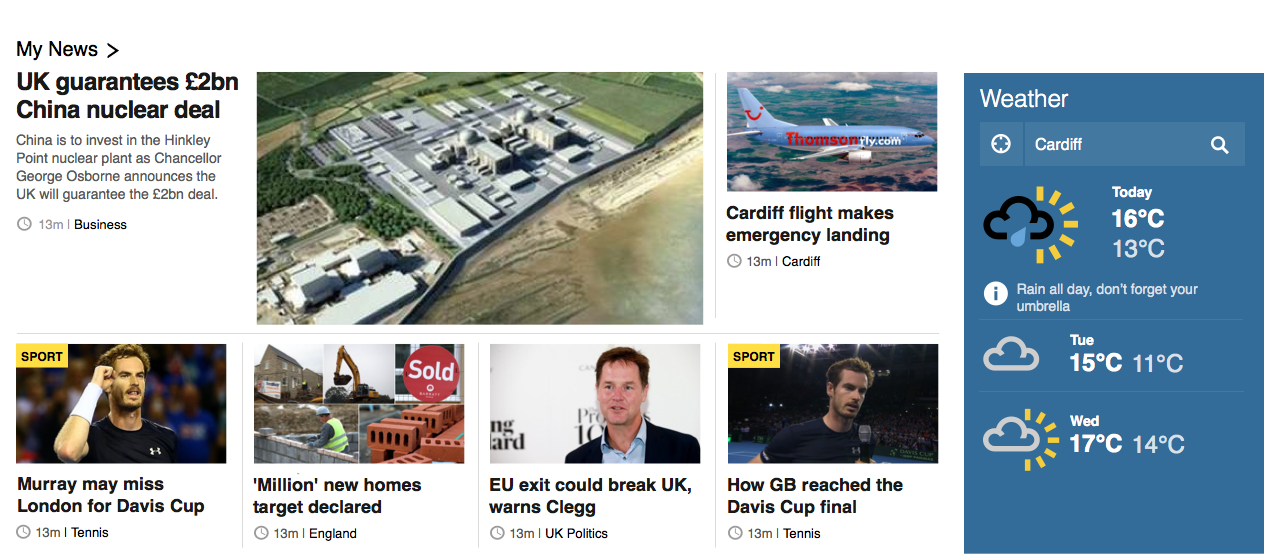 My News >
UK guarantees £2bn
China nuclear deal
China is to invest in the Hinkley
Point nuclear plant as Chancellor
George Osborne announces the
UK will guarantee the £2bn deal.
13m | Business
Thomsonfly.com
Cardiff flight makes
emergency landing
13m | Cardiff
SPORT
Murray may miss
London for Davis Cup
13m | Tennis
Sold
'Million' new homes
target declared
13m | England
EU exit could break UK,
warns Clegg
13m | UK Politics
SPORT
DAVIS CUP
How GB reached the
Davis Cup final
13m | Tennis
Weather
Cardiff
Today
16°C
13°C
i
Rain all day, don't forget your
umbrella
Tue
15°C 11°C
Wed
17°C 14°C